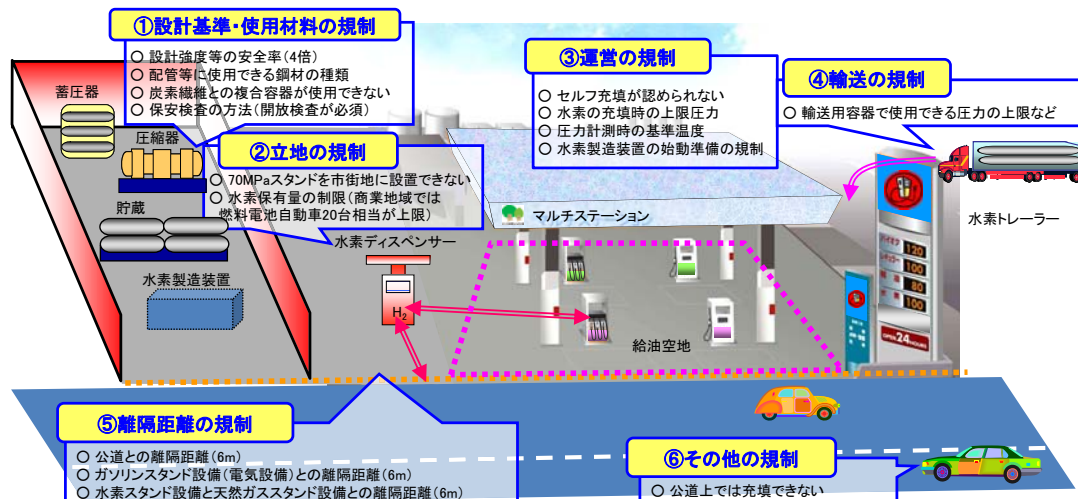 ①設計基準・使用材料の規制
○ 設計強度等の安全率(4倍)
○ 配管等に使用できる鋼材の種類
○ 炭素繊維との複合容器が使用できない
○ 保安検査の方法(開放検査が必須)
②立地の規制
○ 70MPaスタンドを市街地に設置できない
○ 水素保有量の制限(商業地域では
燃料電池自動車20台相当が上限)
③運営の規制
○ セルフ充填が認められない
○ 水素の充填時の上限圧力
○ 圧力計測時の基準温度
○ 水素製造装置の始動準備の規制
④輸送の規制
○ 輸送用容器で使用できる圧力の上限など
蓄圧器
圧縮器
貯蔵
水素製造装置
水素ディスペンサー
H2
マルチステーション
給油空地
水素トレーラー
ハイオク 120
レギュラー 100
80
100
OPEN 24 HOURS
⑤離隔距離の規制
○ 公道との離隔距離(6m)
○ ガソリンスタンド設備(電気設備)との離隔距離(6m)
○ 水素スタンド設備と天然ガススタンド設備との離隔距離(6m)
⑥その他の規制
○ 公道上では充填できない